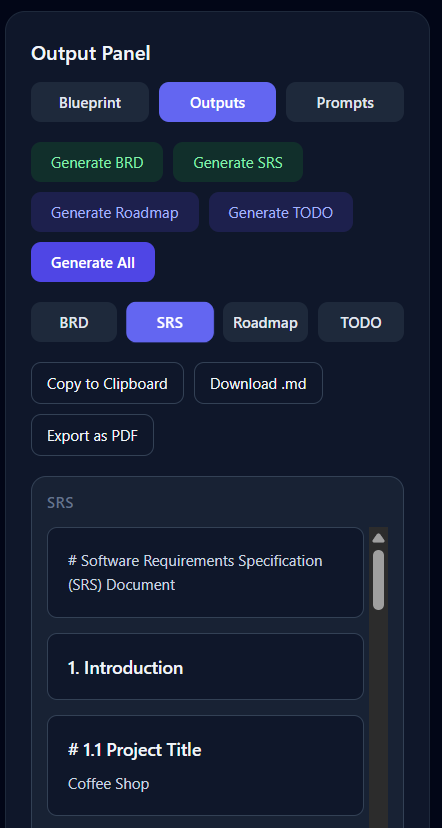 Output Panel
Blueprint Outputs Prompts
Generate BRD Generate SRS
Generate Roadmap Generate TODO
Generate All
BRD SRS Roadmap TODO
Copy to Clipboard Download .md
Export as PDF
SRS
# Software Requirements Specification
(SRS) Document
1. Introduction
# 1.1 Project Title
Coffee Shop